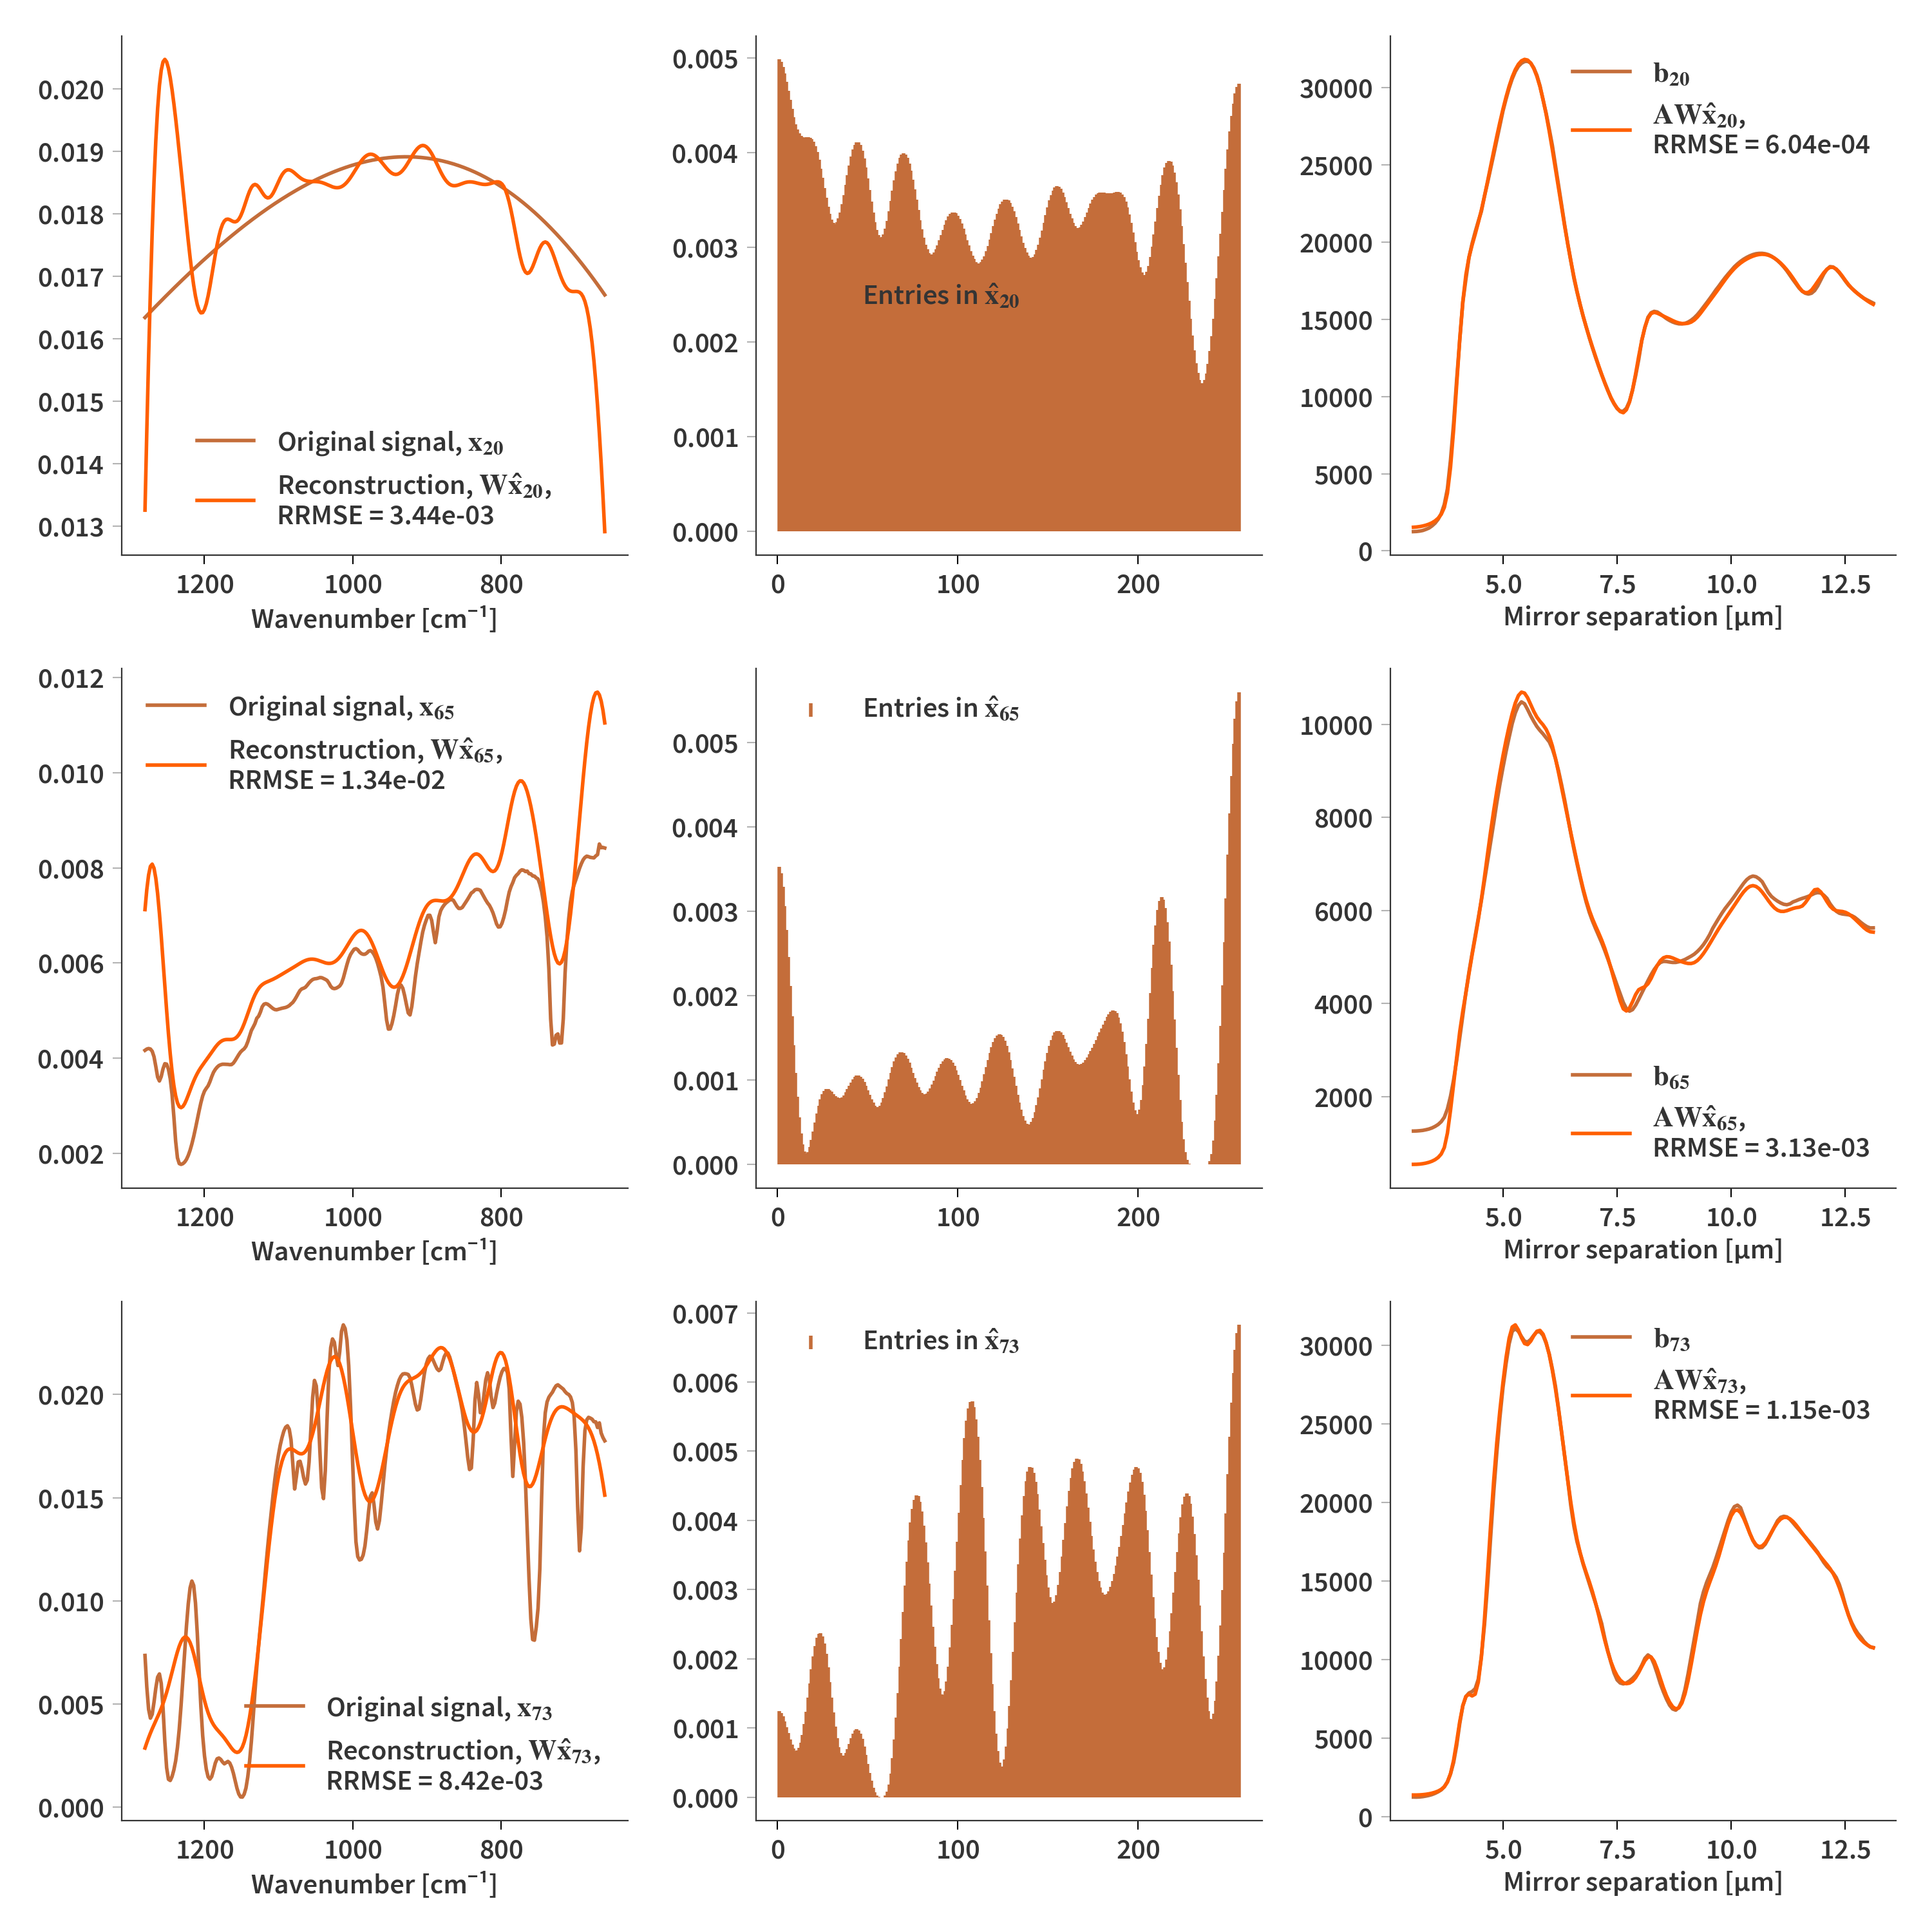 0.020
0.019
0.018
0.017
0.016
0.015
0.014
0.013
Original signal, x₂₀
Reconstruction, Wx̂₂₀,
RRMSE = 3.44e-03
1200 1000 800
Wavenumber [cm⁻¹]
0.005
0.004
0.003
0.002
0.001
0.000
Entries in x̂₂₀
0 100 200
30000
25000
20000
15000
10000
5000
0
b₂₀
AWx̂₂₀,
RRMSE = 6.04e-04
5.0 7.5 10.0 12.5
Mirror separation [μm]
0.012
0.010
0.008
0.006
0.004
0.002
Original signal, x₆₅
Reconstruction, Wx̂₆₅,
RRMSE = 1.34e-02
1200 1000 800
Wavenumber [cm⁻¹]
0.005
0.004
0.003
0.002
0.001
0.000
Entries in x̂₆₅
0 100 200
10000
8000
6000
4000
2000
b₆₅
AWx̂₆₅,
RRMSE = 3.13e-03
5.0 7.5 10.0 12.5
Mirror separation [μm]
0.020
0.015
0.010
0.005
0.000
Original signal, x₇₃
Reconstruction, Wx̂₇₃,
RRMSE = 8.42e-03
1200 1000 800
Wavenumber [cm⁻¹]
0.007
0.006
0.005
0.004
0.003
0.002
0.001
0.000
Entries in x̂₇₃
0 100 200
30000
25000
20000
15000
10000
5000
0
b₇₃
AWx̂₇₃,
RRMSE = 1.15e-03
5.0 7.5 10.0 12.5
Mirror separation [μm]